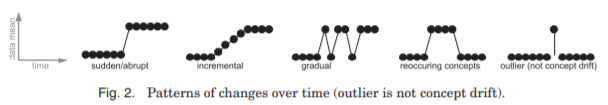 data mean
time
sudden/abrupt
incremental
gradual
reoccuring concepts
outlier (not concept drift)
Fig. 2. Patterns of changes over time (outlier is not concept drift).